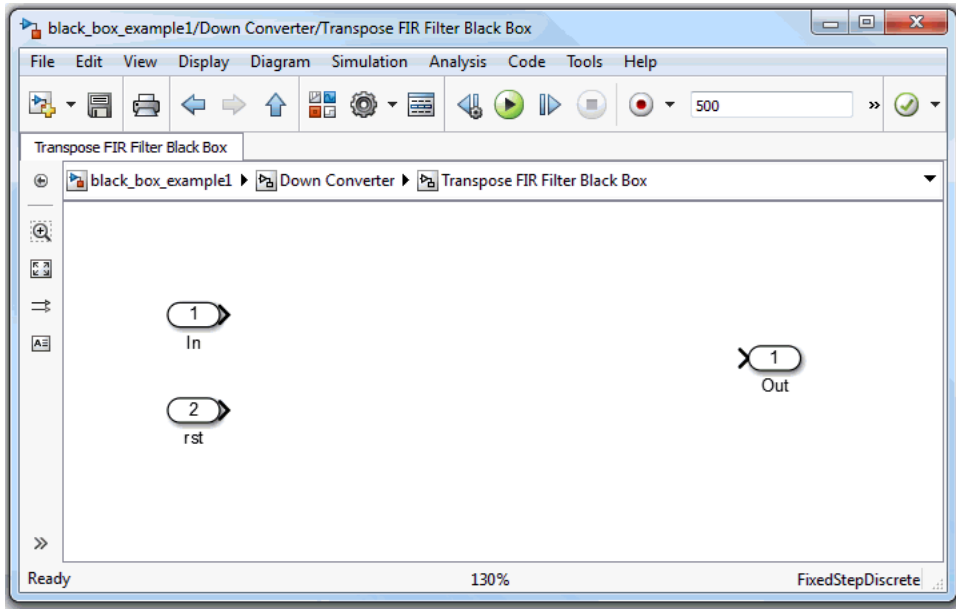 black_box_example1/Down Converter/Transpose FIR Filter Black Box
File Edit View Display Diagram Simulation Analysis Code Tools Help
500 »
Transpose FIR Filter Black Box
black_box_example1 Down Converter Transpose FIR Filter Black Box
1
In
1
Out
2
rst
»
Ready 130% FixedStepDiscrete